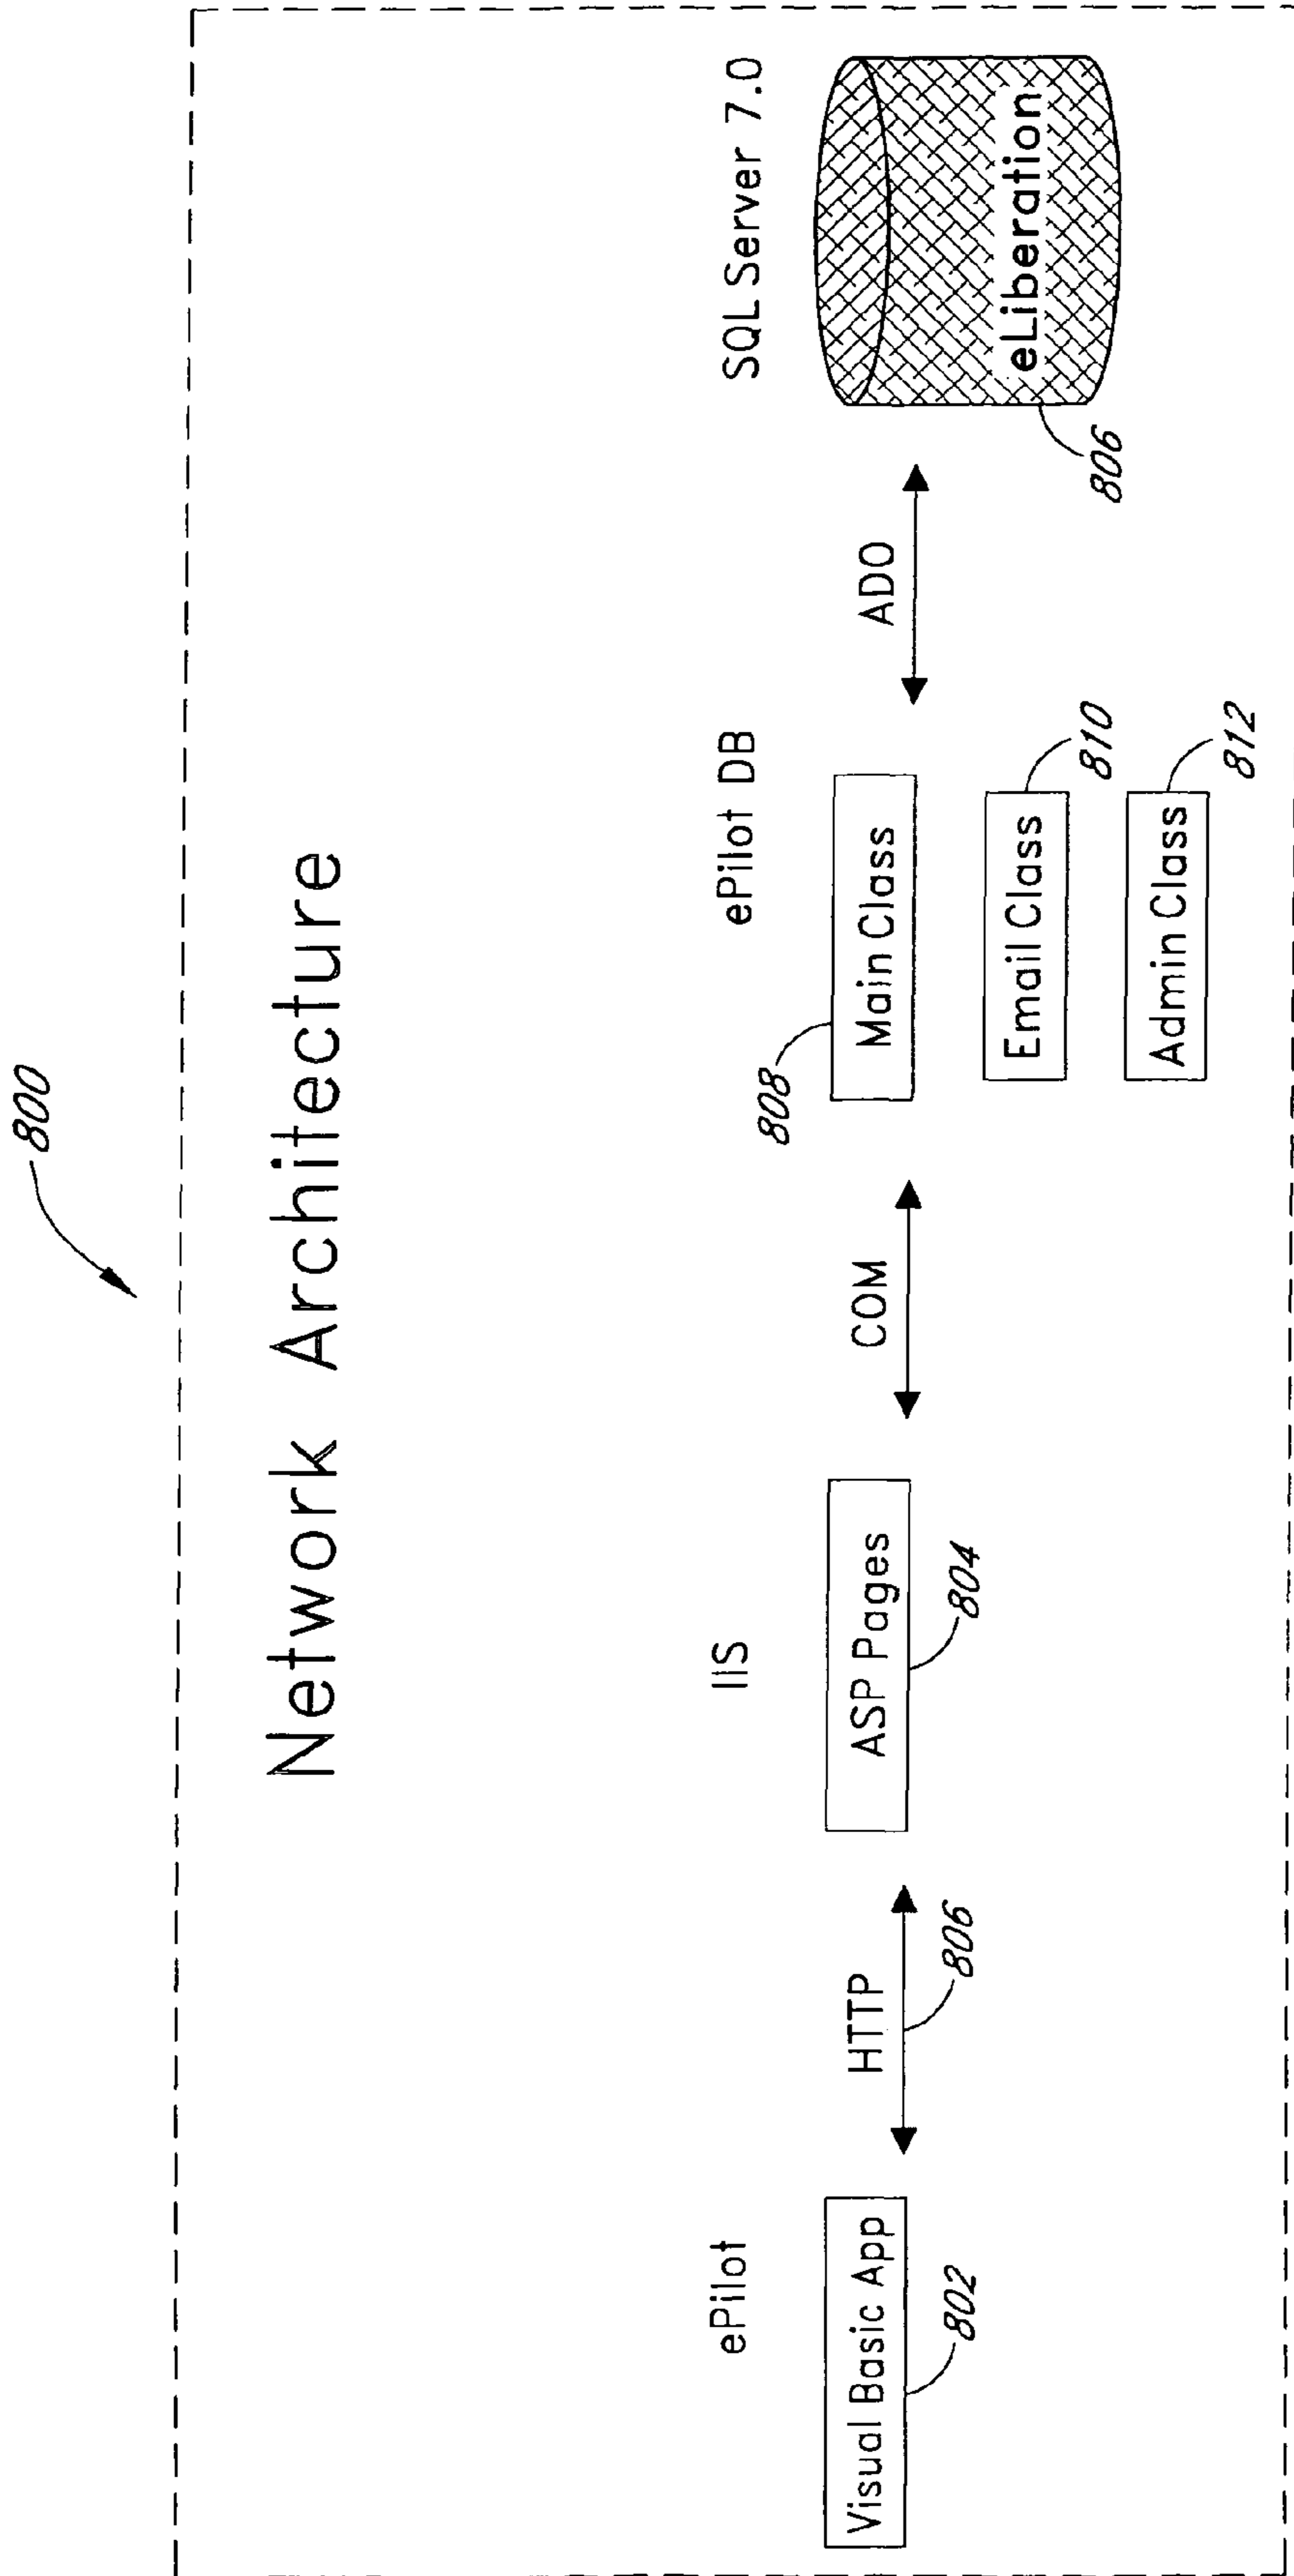 800
Network Architecture
ePilot
Visual Basic App
802
HTTP
806
IIS
ASP Pages
804
COM
ePilot DB
808
Main Class
Email Class
810
Admin Class
812
ADO
SQL Server 7.0
eLiberation
806